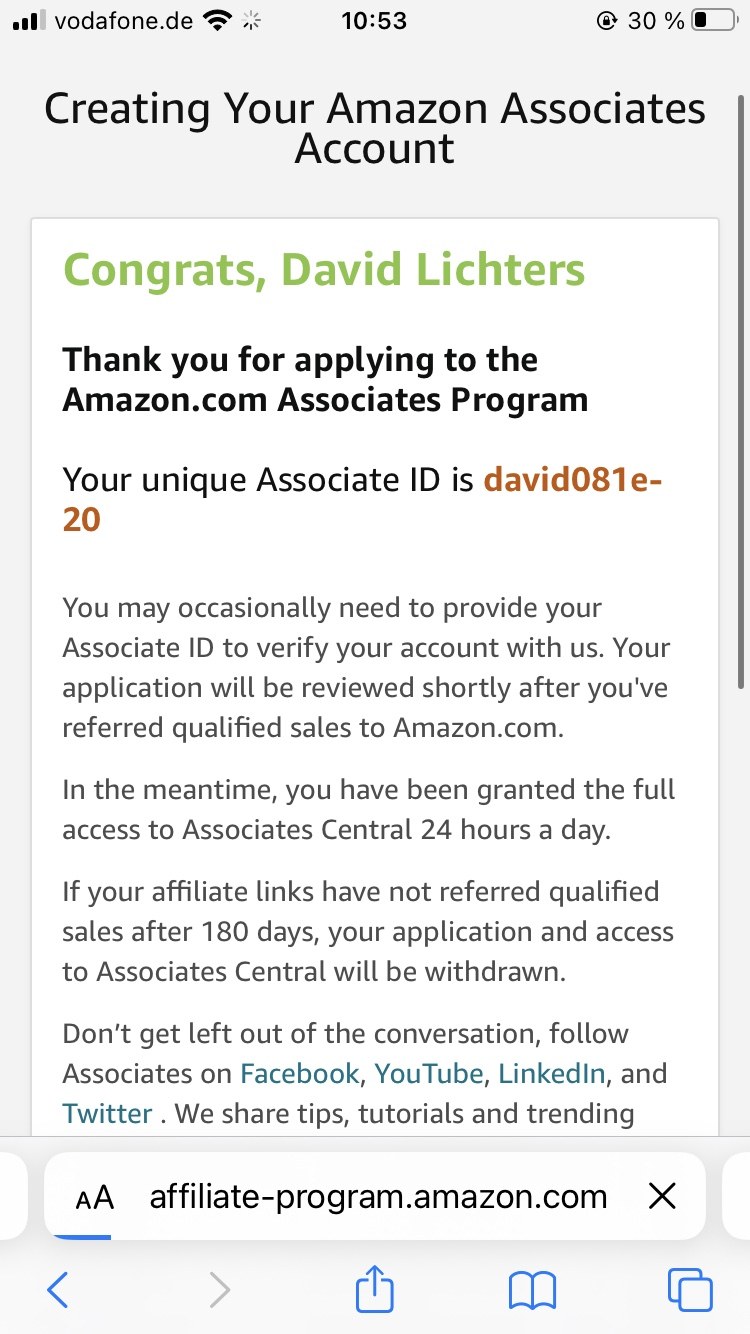 vodafone.de 10:53 30 %
Creating Your Amazon Associates
Account
Congrats, David Lichters
Thank you for applying to the
Amazon.com Associates Program
Your unique Associate ID is david081e-
20
You may occasionally need to provide your
Associate ID to verify your account with us. Your
application will be reviewed shortly after you've
referred qualified sales to Amazon.com.
In the meantime, you have been granted the full
access to Associates Central 24 hours a day.
If your affiliate links have not referred qualified
sales after 180 days, your application and access
to Associates Central will be withdrawn.
Don’t get left out of the conversation, follow
Associates on Facebook, YouTube, LinkedIn, and
Twitter . We share tips, tutorials and trending
AA affiliate-program.amazon.com